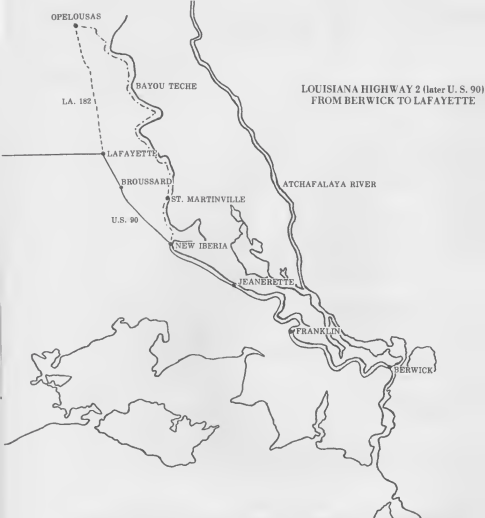 OPELOUSAS
BAYOU TECHE
LOUISIANA HIGHWAY 2 (later U. S. 90)
FROM BERWICK TO LAFAYETTE
LA. 182
LAFAYETTE
BROUSSARD
ATCHAFALAYA RIVER
ST. MARTINVILLE
U.S. 90
NEW IBERIA
JEANERETTE
FRANKLIN
BERWICK